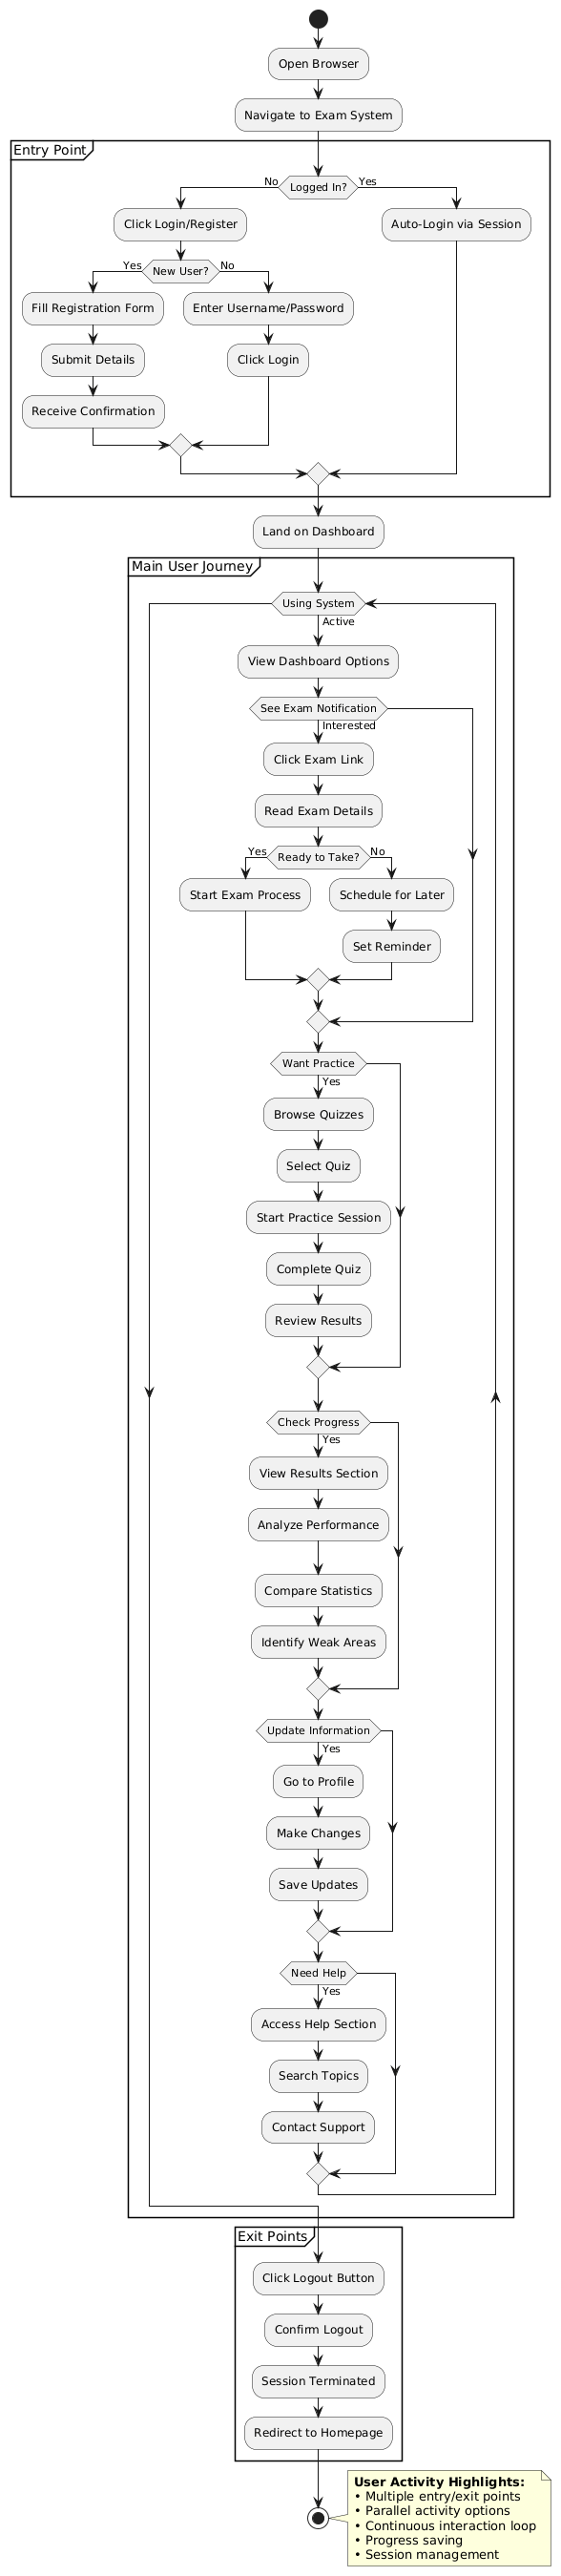 Open Browser
Navigate to Exam System
Entry Point
No
Logged In?
Yes
Click Login/Register
Auto-Login via Session
Yes
New User?
No
Fill Registration Form
Enter Username/Password
Submit Details
Click Login
Receive Confirmation
Land on Dashboard
Main User Journey
Using System
Active
View Dashboard Options
See Exam Notification
Interested
Click Exam Link
Read Exam Details
Yes
Ready to Take?
No
Start Exam Process
Schedule for Later
Set Reminder
Want Practice
Yes
Browse Quizzes
Select Quiz
Start Practice Session
Complete Quiz
Review Results
Check Progress
Yes
View Results Section
Analyze Performance
Compare Statistics
Identify Weak Areas
Update Information
Yes
Go to Profile
Make Changes
Save Updates
Need Help
Yes
Access Help Section
Search Topics
Contact Support
Exit Points
Click Logout Button
Confirm Logout
Session Terminated
Redirect to Homepage
User Activity Highlights:
• Multiple entry/exit points
• Parallel activity options
• Continuous interaction loop
• Progress saving
• Session management